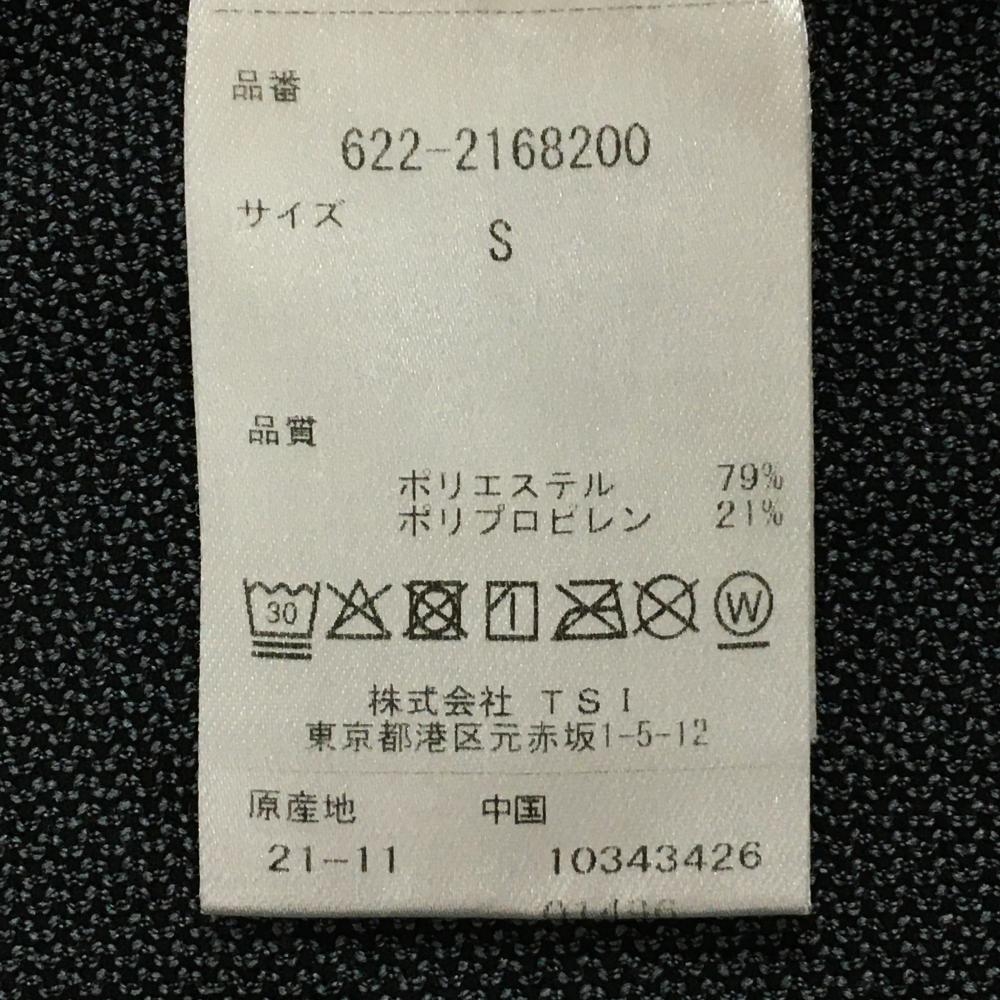 品番
622-2168200
サイズ
S
品質
ポリエステル 79%
ポリプロピレン 21%
30
W
株式会社 TSI
東京都港区元赤坂1-5-12
原産地 中国
21-11 10343426